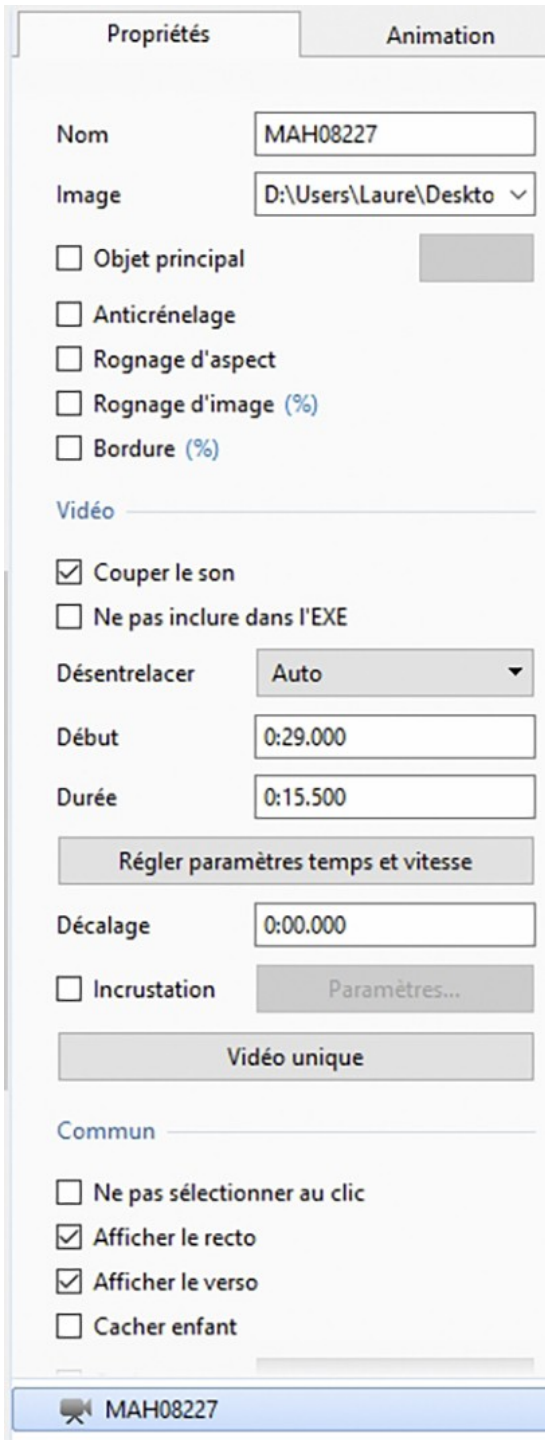 Propriétés Animation
Nom MAH08227
Image D:\Users\Laure\Deskto
Objet principal
Anticrénelage
Rognage d'aspect
Rognage d'image (%)
Bordure (%)
Vidéo
Couper le son
Ne pas inclure dans l'EXE
Désentrelacer Auto
Début 0:29.000
Durée 0:15.500
Régler paramètres temps et vitesse
Décalage 0:00.000
Incrustation Paramètres...
Vidéo unique
Commun
Ne pas sélectionner au clic
Afficher le recto
Afficher le verso
Cacher enfant
MAH08227